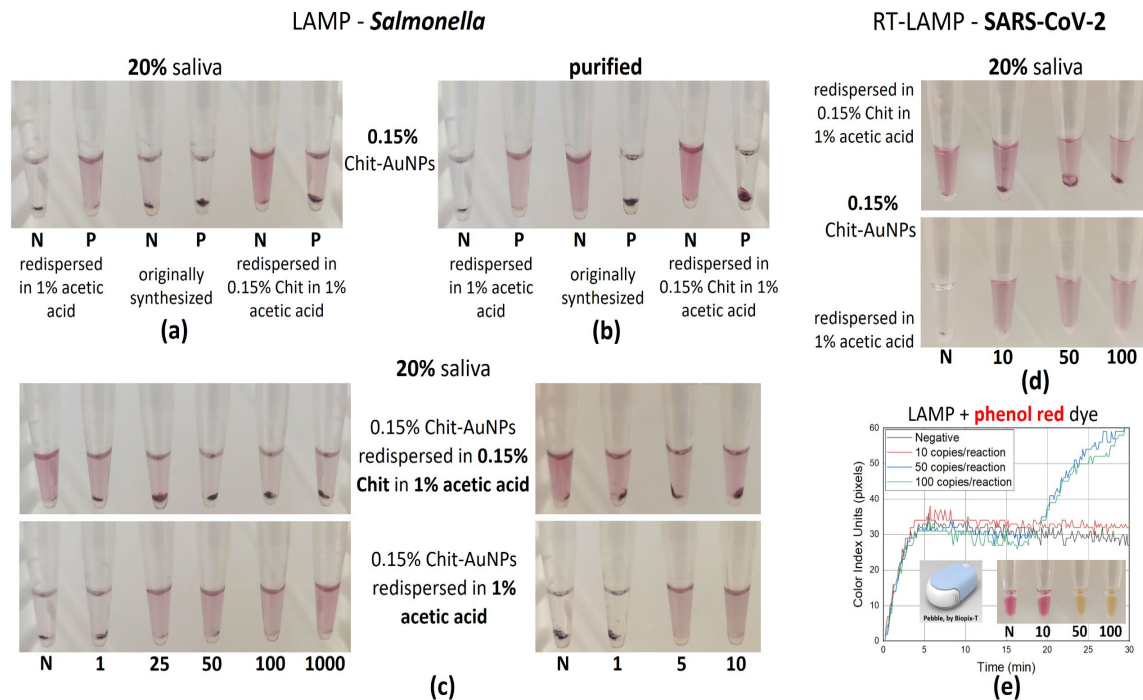 LAMP - Salmonella
RT-LAMP - SARS-CoV-2
20% saliva
purified
0.15%
Chit-AuNPs
N P N P N P
redispersed
in 1% acetic
acid
originally
synthesized
redispersed in
0.15% Chit in 1%
acetic acid
(a)
N P N P N P
redispersed
in 1% acetic
acid
originally
synthesized
redispersed in
0.15% Chit in 1%
acetic acid
(b)
20% saliva
redispersed in
0.15% Chit in
1% acetic acid
0.15%
Chit-AuNPs
redispersed in
1% acetic acid
N 10 50 100
(d)
20% saliva
0.15% Chit-AuNPs
redispersed in 0.15%
Chit in 1% acetic acid
0.15% Chit-AuNPs
redispersed in 1%
acetic acid
N 1 25 50 100 1000
N 1 5 10
(c)
LAMP + phenol red dye
Color Index Units (pixels)
60
50
40
30
20
10
0
Negative
10 copies/reaction
50 copies/reaction
100 copies/reaction
Pebble, by Biopix-T
N 10 50 100
0 5 10 15 20 25 30
Time (min)
(e)